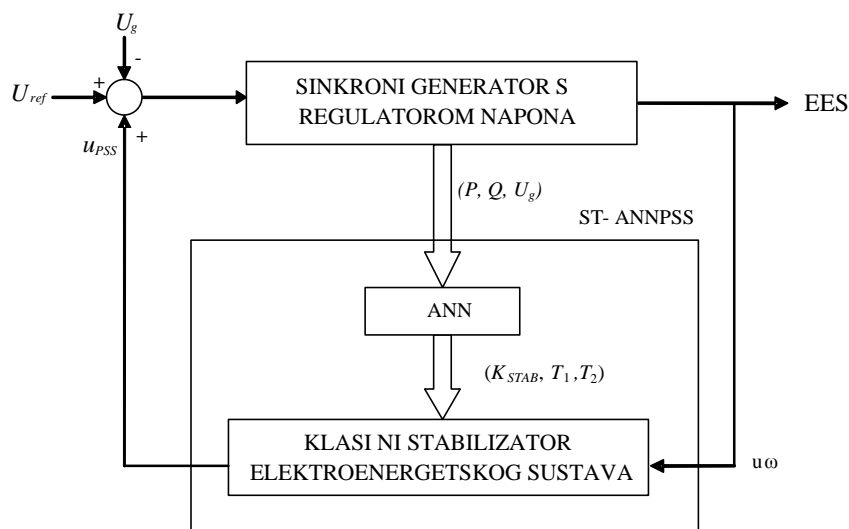 U_g
-
U_ref
+
SINKRONI GENERATOR S
REGULATOROM NAPONA
EES
u_PSS
+
(P, Q, U_g)
ST- ANNPSS
ANN
(K_STAB, T_1 ,T_2)
KLASI NI STABILIZATOR
ELEKTROENERGETSKOG SUSTAVA
uω